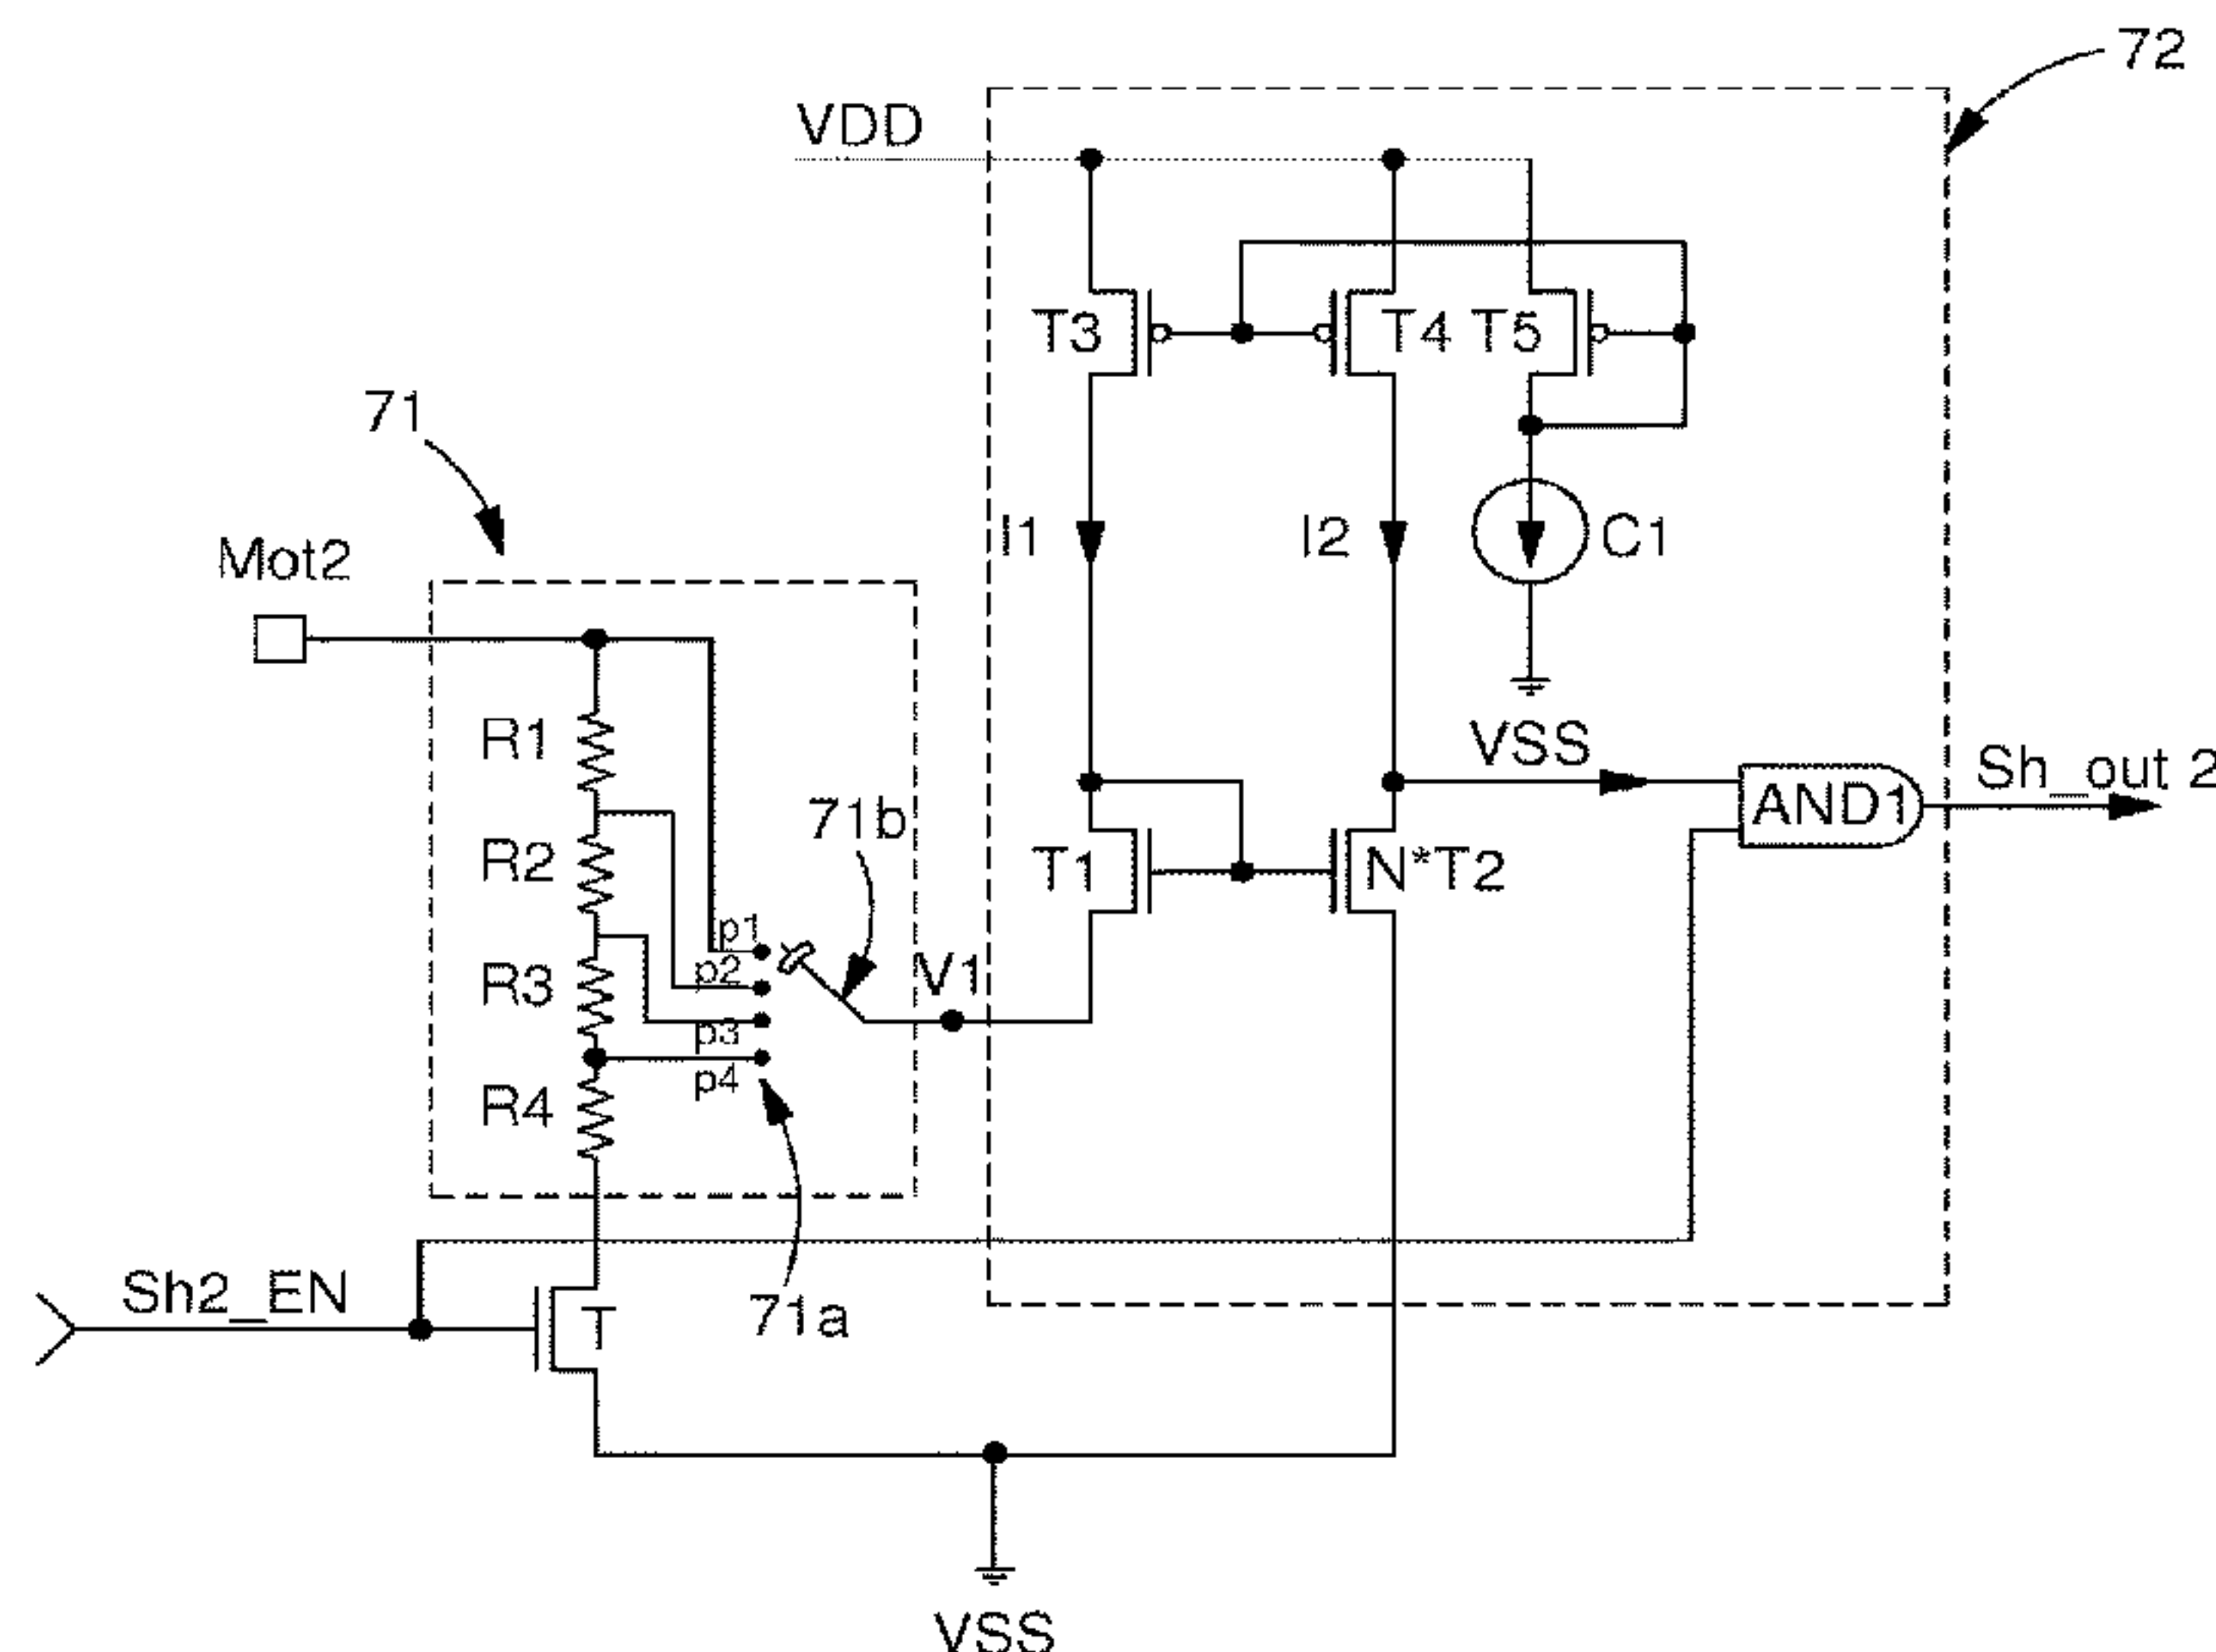 72
VDD
T3
T4
T5
71
I1
I2
C1
Mot2
R1
VSS
Sh_out 2
AND1
71b
R2
T1
N*T2
p1
p2
V1
R3
p3
p4
R4
Sh2_EN
T
71a
VSS